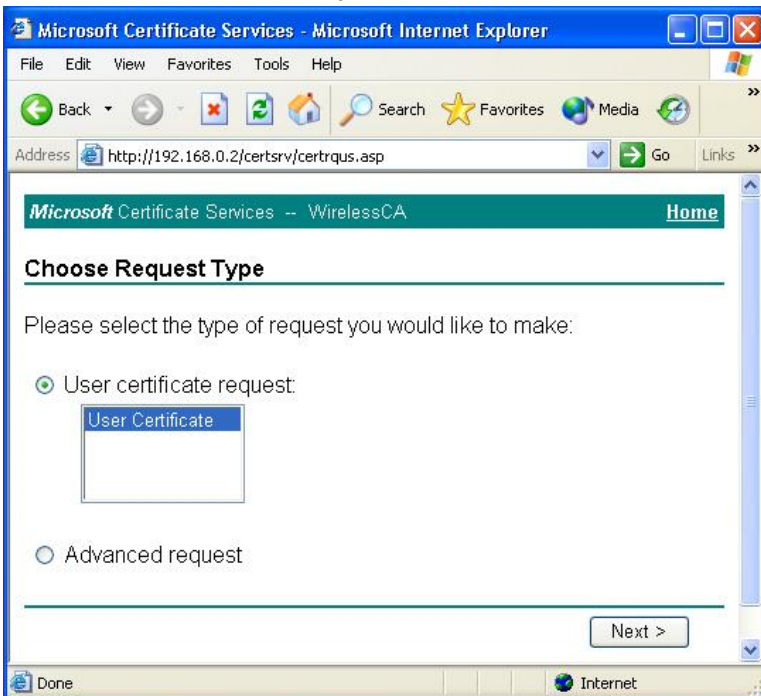 Microsoft Certificate Services - Microsoft Internet Explorer
File Edit View Favorites Tools Help
Back Search Favorites Media »
Address http://192.168.0.2/certsrv/certrqus.asp Go Links »
Microsoft Certificate Services -- WirelessCA Home
Choose Request Type
Please select the type of request you would like to make:
User certificate request:
User Certificate
Advanced request
Next >
Done Internet